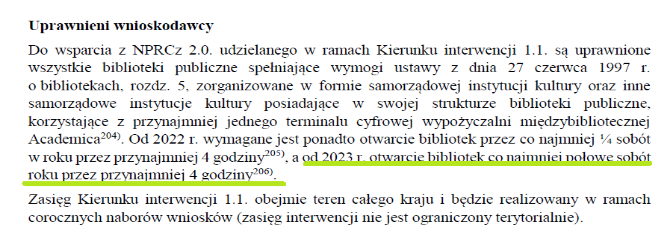 Uprawnieni wnioskodawcy
Do wsparcia z NPRCz 2.0. udzielanego w ramach Kierunku interwencji 1.1. są uprawnione
wszystkie biblioteki publiczne spełniające wymogi ustawy z dnia 27 czerwca 1997 r.
o bibliotekach, rozdz. 5, zorganizowane w formie samorządowej instytucji kultury oraz inne
samorządowe instytucje kultury posiadające w swojej strukturze biblioteki publiczne,
korzystające z przynajmniej jednego terminalu cyfrowej wypożyczalni międzybibliotecznej
Academica²⁰⁴⁾. Od 2022 r. wymagane jest ponadto otwarcie bibliotek przez co najmniej ¼ sobót
w roku przez przynajmniej 4 godziny²⁰⁵⁾, a od 2023 r. otwarcie bibliotek co najmniej połowę sobót
roku przez przynajmniej 4 godziny²⁰⁶⁾.
Zasięg Kierunku interwencji 1.1. obejmie teren całego kraju i będzie realizowany w ramach
corocznych naborów wniosków (zasięg interwencji nie jest ograniczony terytorialnie).